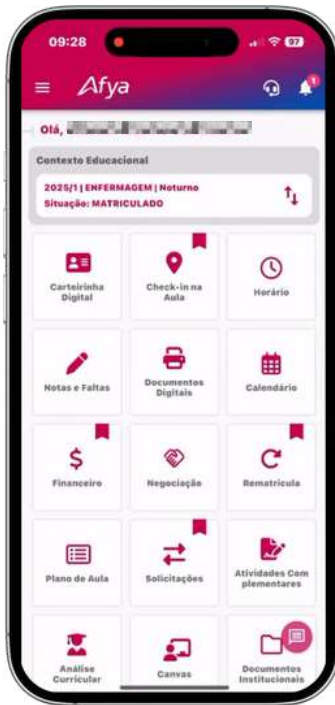 09:28
97
Afya
1
Olá,
Contexto Educacional
2025/1 | ENFERMAGEM | Noturno
Situação: MATRICULADO
Carteirinha
Digital
Check-in na
Aula
Horário
Notas e Faltas
Documentos
Digitais
Calendário
Financeiro
Negociação
Rematrícula
Plano de Aula
Solicitações
Atividades Com
plementares
Análise
Curricular
Canvas
Documentos
Institucionais